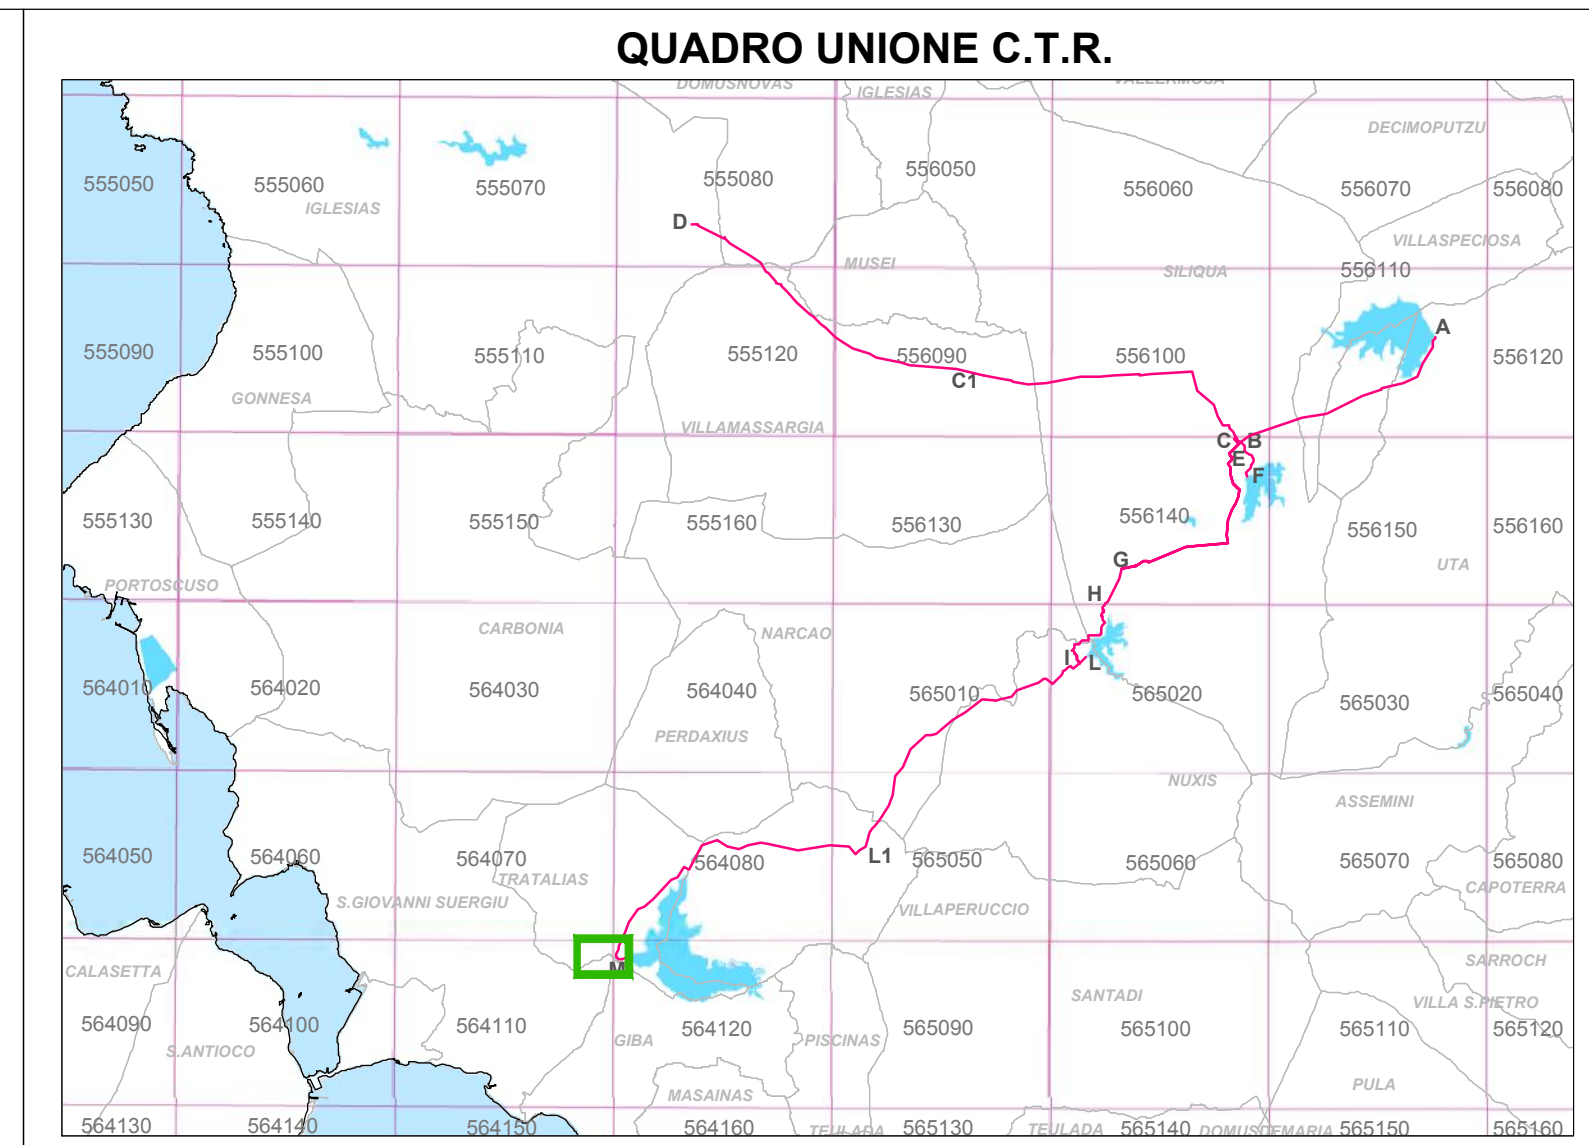 QUADRO UNIONE C.T.R.
DOMUSNOVAS
IGLESIAS
VALLERMOSA
DECIMOPUTZU
555050
555060
555070
555080
556050
556060
556070
556080
IGLESIAS
D
VILLASPECIOSA
MUSEI
SILIQUA
556110
A
555090
555100
555110
555120
556090
556100
556120
C1
GONNESA
VILLAMASSARGIA
C
B
E
F
555130
555140
555150
555160
556130
556140
556150
556160
G
UTA
PORTOSCUSO
H
CARBONIA
NARCAO
I
L
564010
564020
564030
564040
565010
565020
565030
565040
PERDAXIUS
NUXIS
ASSEMINI
564050
564060
564070
564080
L1
565050
565060
565070
565080
TRATALIAS
CAPOTERRA
S.GIOVANNI SUERGIU
VILLAPERUCCIO
CALASETTA
M
SARROCH
SANTADI
VILLA S.PIETRO
564090
564100
564110
564120
565090
565100
565110
565120
S.ANTIOCO
GIBA
PISCINAS
MASAINAS
PULA
564130
564140
564150
564160
TEULADA
565130
TEULADA
565140
DOMUSDEMARIA
565150
565160